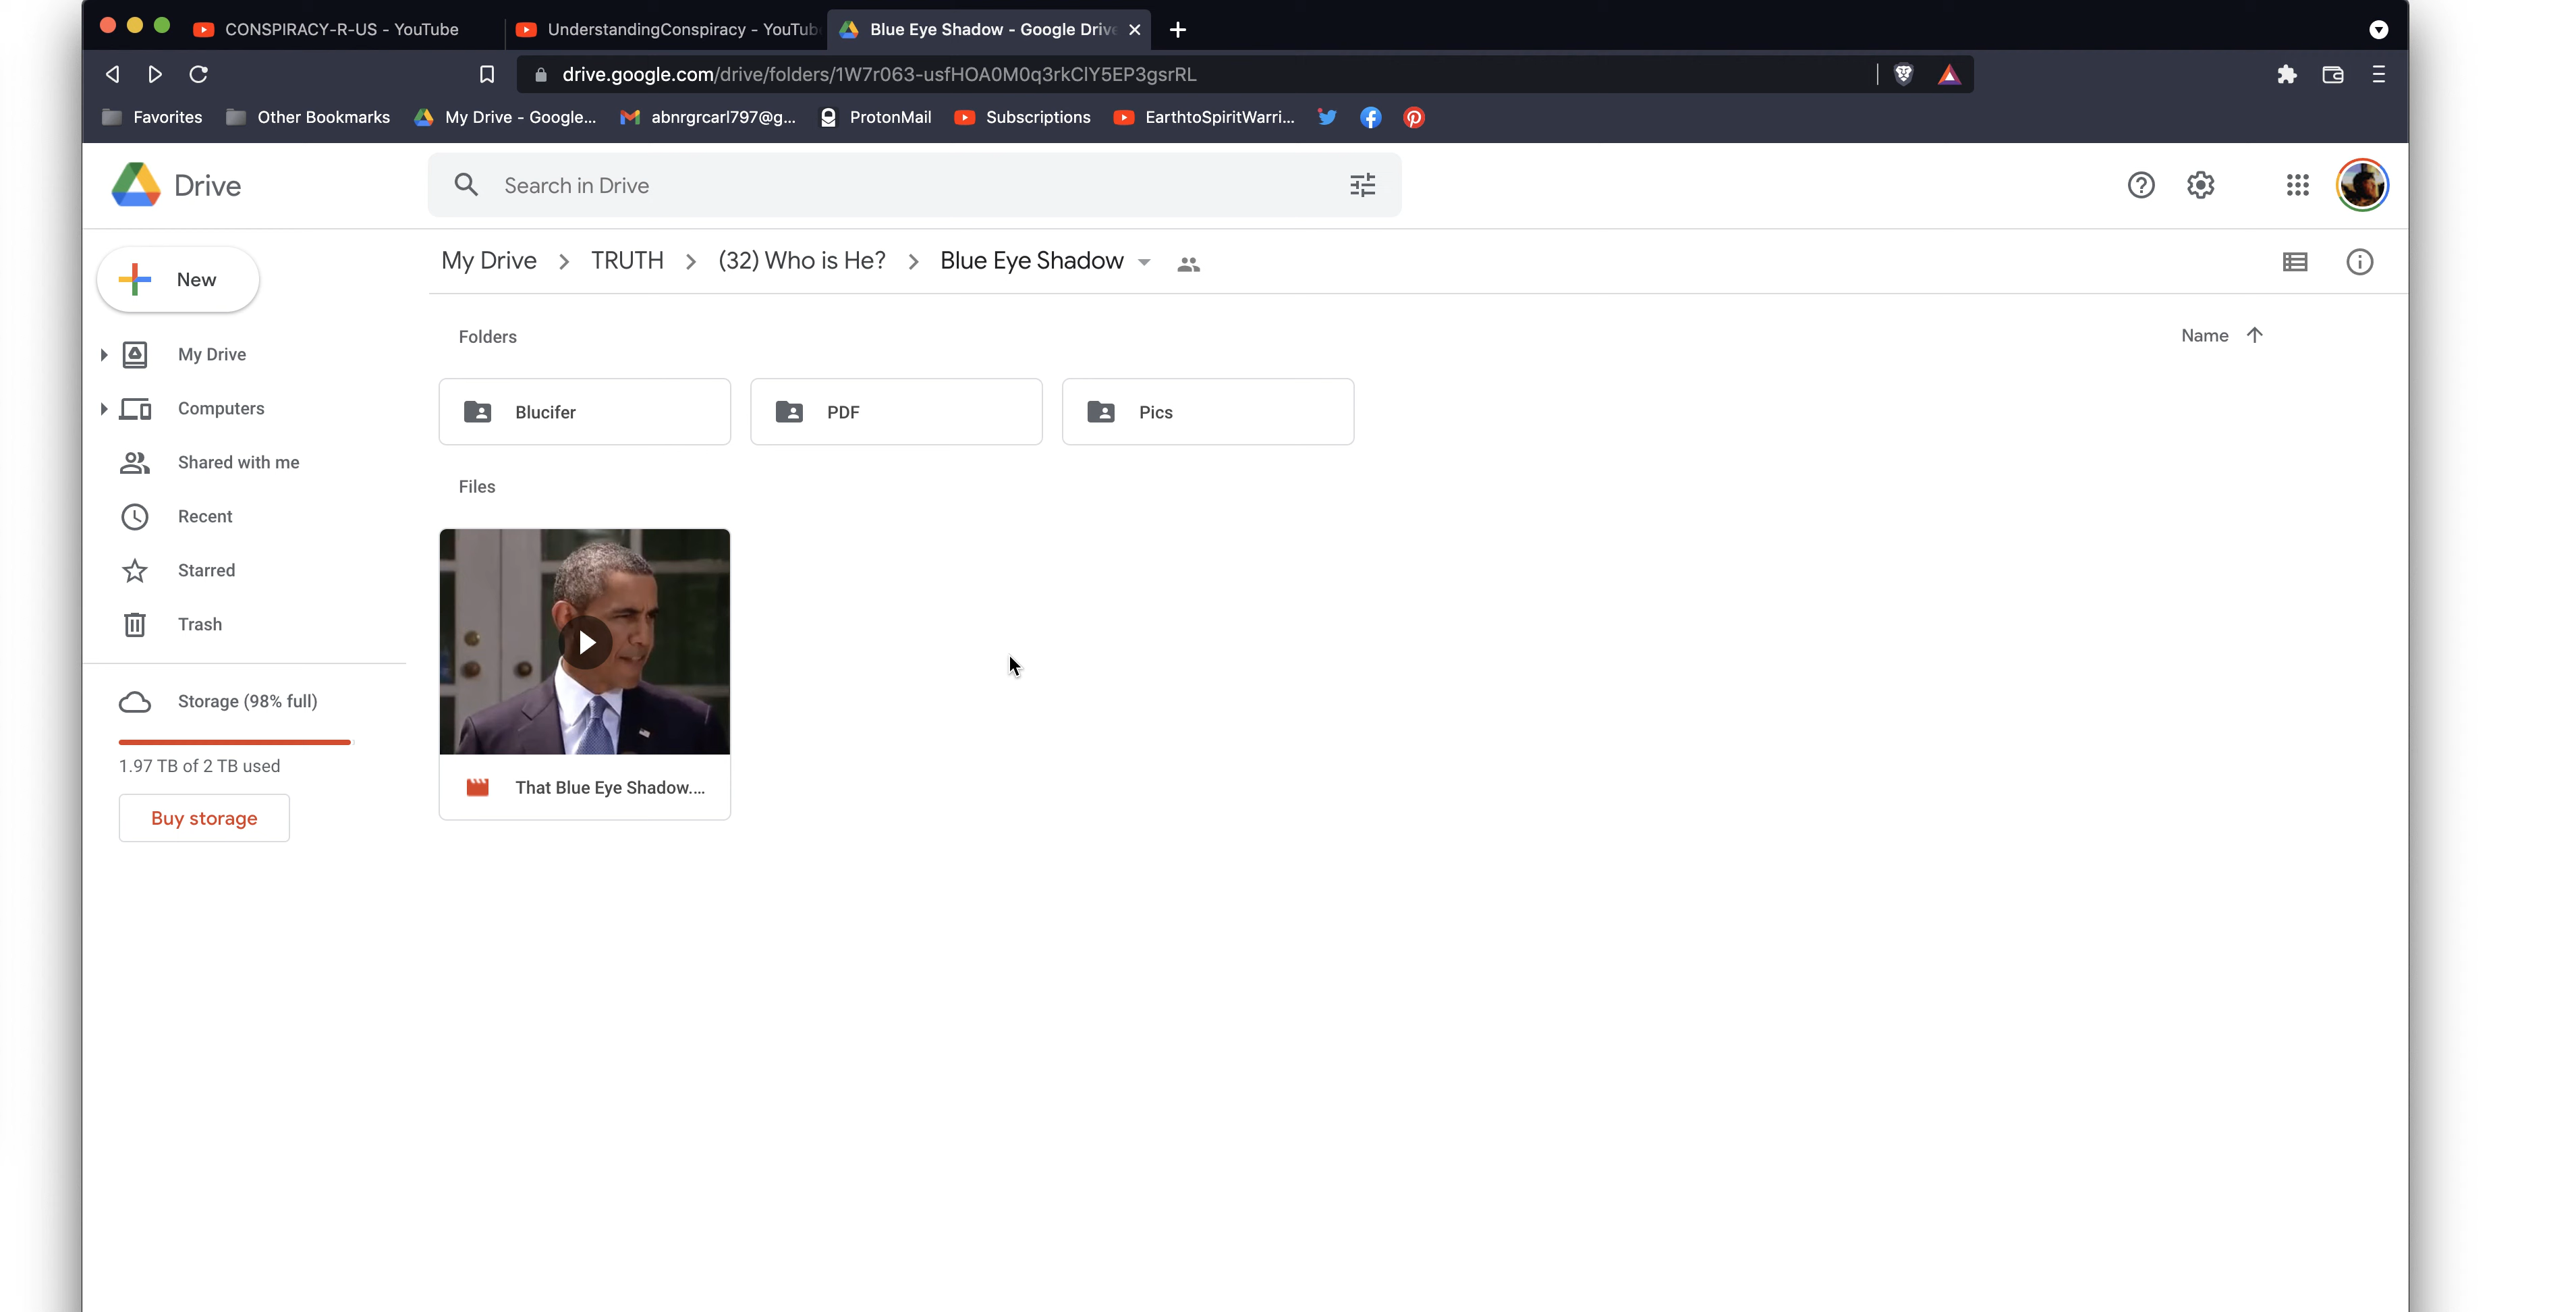 CONSPIRACY-R-US - YouTube
UnderstandingConspiracy - YouTub
Blue Eye Shadow - Google Drive
drive.google.com/drive/folders/1W7r063-usfHOA0M0q3rkClY5EP3gsrRL
Favorites
Other Bookmarks
My Drive - Google...
abnrgrcarl797@g...
ProtonMail
Subscriptions
EarthtoSpiritWarri...
Drive
Search in Drive
New
My Drive
Computers
Shared with me
Recent
Starred
Trash
Storage (98% full)
1.97 TB of 2 TB used
Buy storage
My Drive > TRUTH > (32) Who is He? > Blue Eye Shadow
Folders
Name
Blucifer
PDF
Pics
Files
That Blue Eye Shadow....